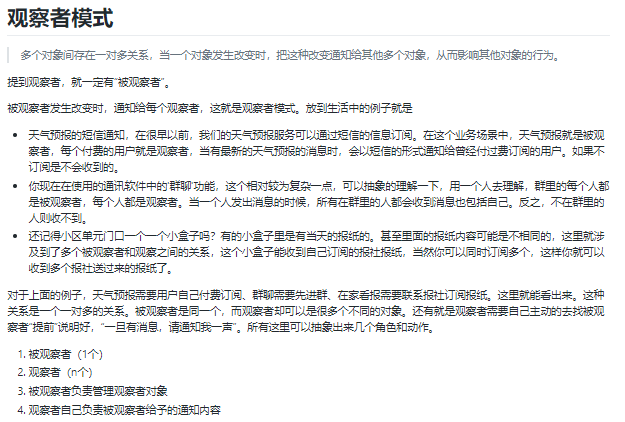 观察者模式
多个对象间存在一对多关系，当一个对象发生改变时，把这种改变通知给其他多个对象，从而影响其他对象的行为。
提到观察者，就一定有“被观察者”。
被观察者发生改变时，通知给每个观察者，这就是观察者模式。放到生活中的例子就是
• 天气预报的短信通知，在很早以前，我们的天气预报服务可以通过短信的信息订阅。在这个业务场景中，天气预报就是被观
察者，每个付费的用户就是观察者，当有最新的天气预报的消息时，会以短信的形式通知给曾经付过费订阅的用户。如果不
订阅是不会收到的。
• 你现在在使用的通讯软件中的‘群聊’功能，这个相对较为复杂一点，可以抽象的理解一下，用一个人去理解，群里的每个人都
是被观察者，每个人都是观察者。当一个人发出消息的时候，所有在群里的人都会收到消息也包括自己。反之，不在群里的
人则收不到。
• 还记得小区单元门口一个一个小盒子吗？有的小盒子里是有当天的报纸的。甚至里面的报纸内容可能是不相同的，这里就涉
及到了多个被观察者和观察之间的关系，这个小盒子能收到自己订阅的报社报纸，当然你可以同时订阅多个，这样你就可以
收到多个报社送过来的报纸了。
对于上面的例子，天气预报需要用户自己付费订阅、群聊需要先进群、在家看报需要联系报社订阅报纸。这里就能看出来。这种
关系是一个一对多的关系。被观察者是同一个，而观察者却可以是很多个不同的对象。还有就是观察者需要自己主动的去找被观
察者“提前”说明好，“一旦有消息，请通知我一声”。所有这里可以抽象出来几个角色和动作。
1. 被观察者（1个）
2. 观察者（n个）
3. 被观察者负责管理观察者对象
4. 观察者自己负责被观察者给予的通知内容